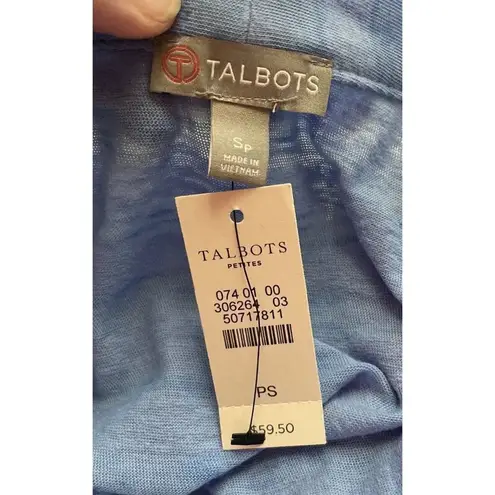 TALBOTS
SP
MADE IN
VIETNAM
TALBOTS
PETITES
074 01 00
306264 03
50717811
PS
$59.50